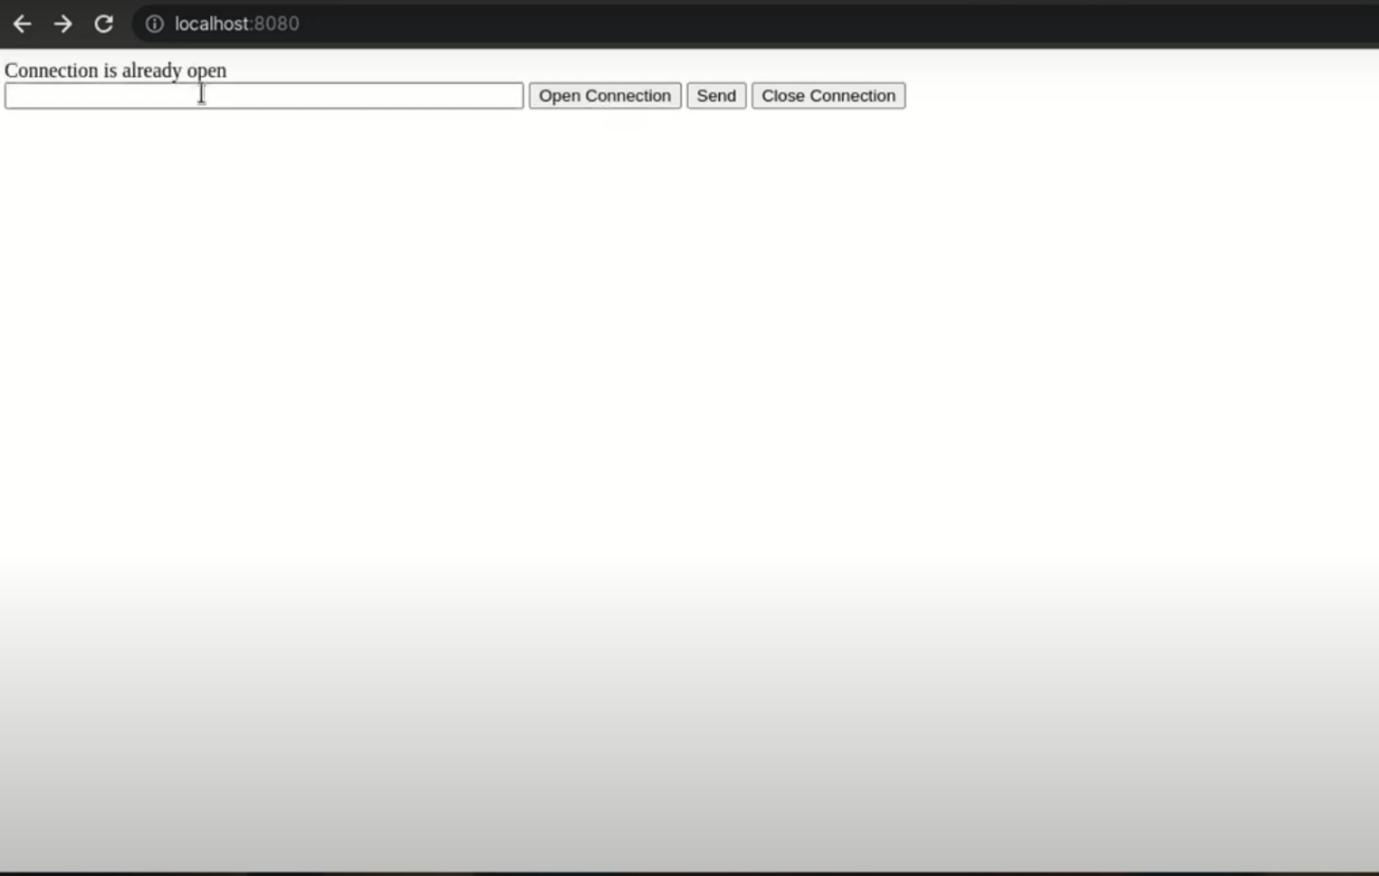 localhost:8080
Connection is already open
Open Connection Send Close Connection